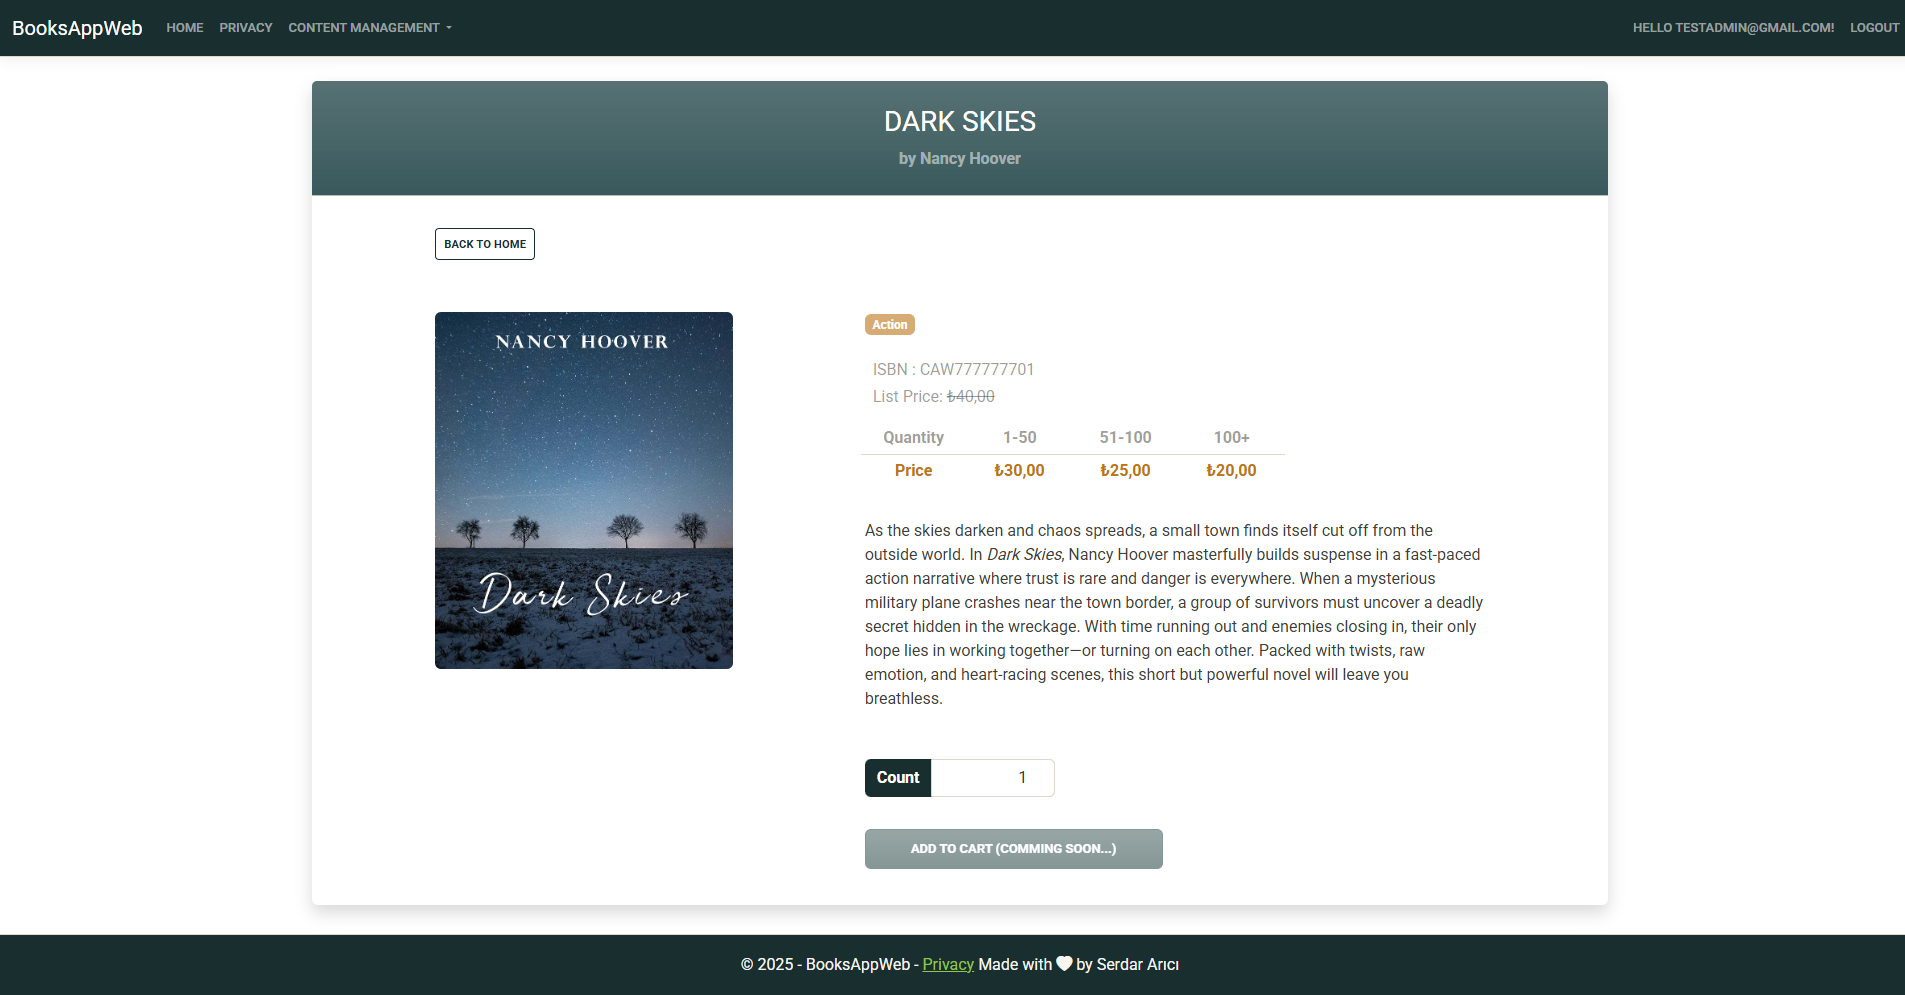 BooksAppWeb HOME PRIVACY CONTENT MANAGEMENT HELLO TESTADMIN@GMAIL.COM! LOGOUT
DARK SKIES
by Nancy Hoover
BACK TO HOME
NANCY HOOVER
Dark Skies
Action
ISBN : CAW777777701
List Price: ₺40,00
Quantity 1-50 51-100 100+
Price ₺30,00 ₺25,00 ₺20,00
As the skies darken and chaos spreads, a small town finds itself cut off from the
outside world. In Dark Skies, Nancy Hoover masterfully builds suspense in a fast-paced
action narrative where trust is rare and danger is everywhere. When a mysterious
military plane crashes near the town border, a group of survivors must uncover a deadly
secret hidden in the wreckage. With time running out and enemies closing in, their only
hope lies in working together—or turning on each other. Packed with twists, raw
emotion, and heart-racing scenes, this short but powerful novel will leave you
breathless.
Count 1
ADD TO CART (COMMING SOON...)
© 2025 - BooksAppWeb - Privacy Made with by Serdar Arıcı